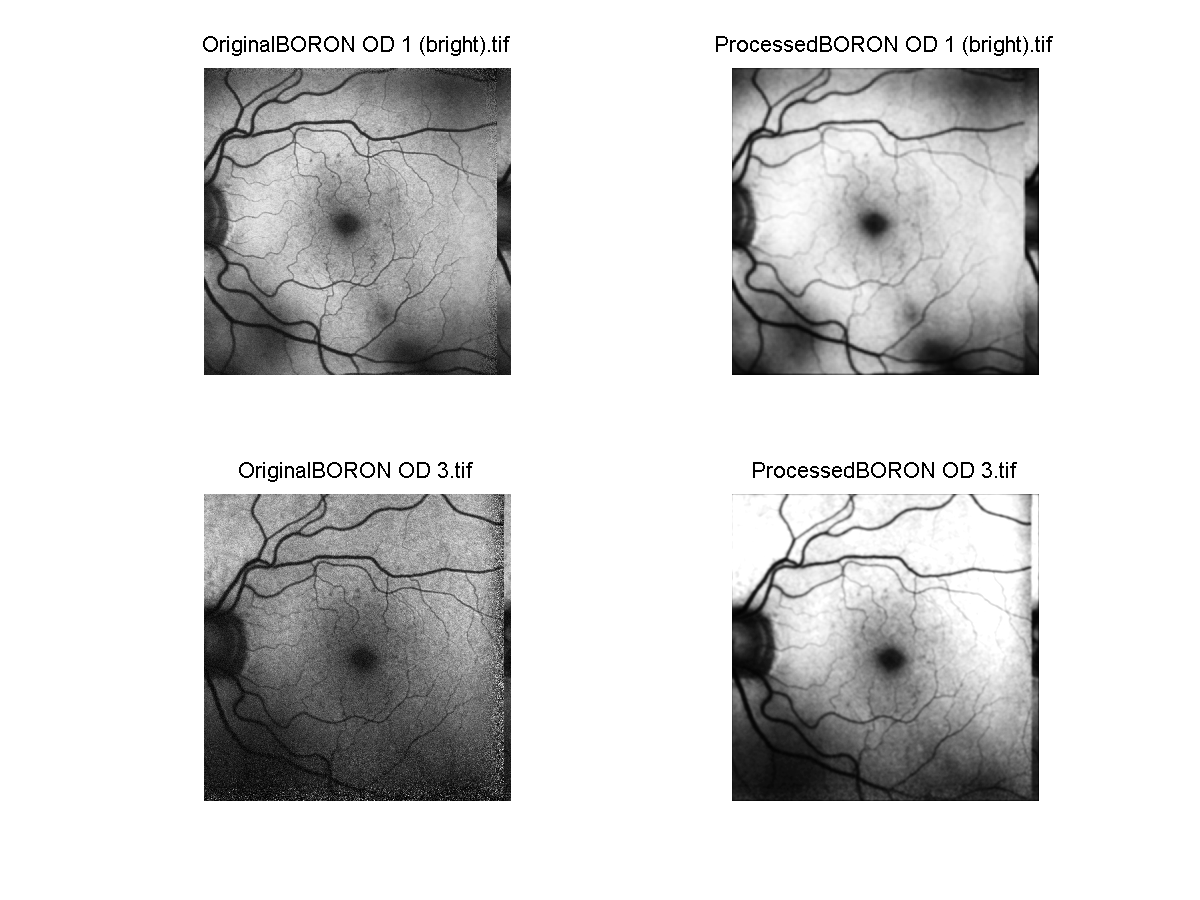 OriginalBORON OD 1 (bright).tif
ProcessedBORON OD 1 (bright).tif
OriginalBORON OD 3.tif
ProcessedBORON OD 3.tif